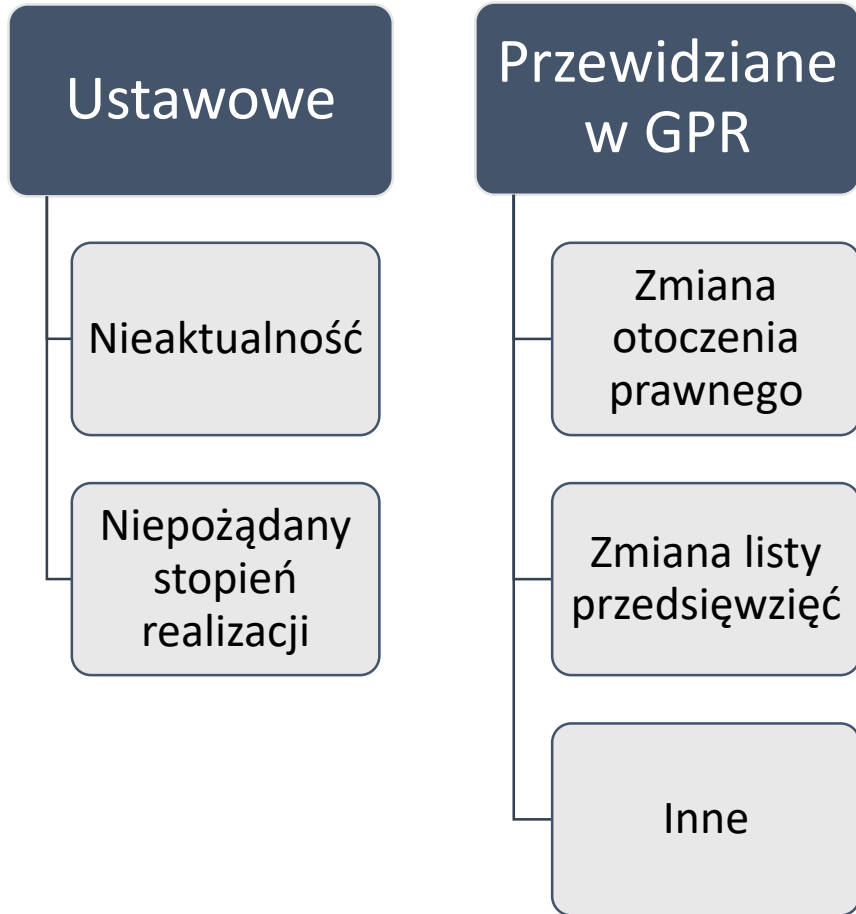 Ustawowe
Nieaktualność
Niepożądany
stopień
realizacji
Przewidziane
w GPR
Zmiana
otoczenia
prawnego
Zmiana listy
przedsięwzięć
Inne